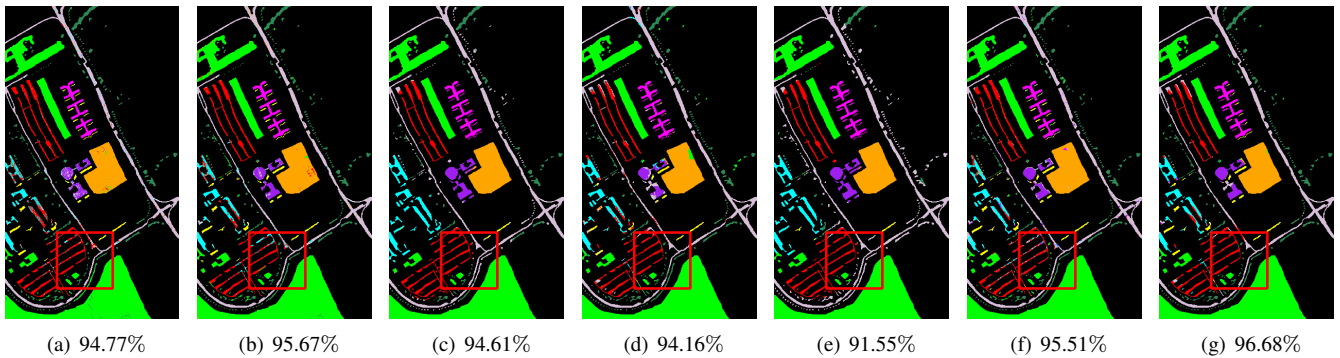 (a) 94.77%
(b) 95.67%
(c) 94.61%
(d) 94.16%
(e) 91.55%
(f) 95.51%
(g) 96.68%